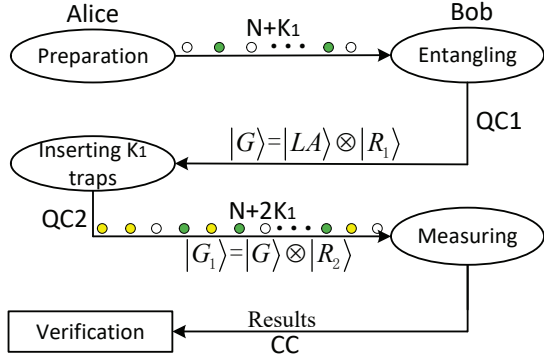 Alice
Bob
N+K1
Preparation
Entangling
QC1
|G⟩=|LA⟩⊗|R₁⟩
Inserting K1
traps
QC2
N+2K1
|G₁⟩=|G⟩⊗|R₂⟩
Measuring
Results
CC
Verification